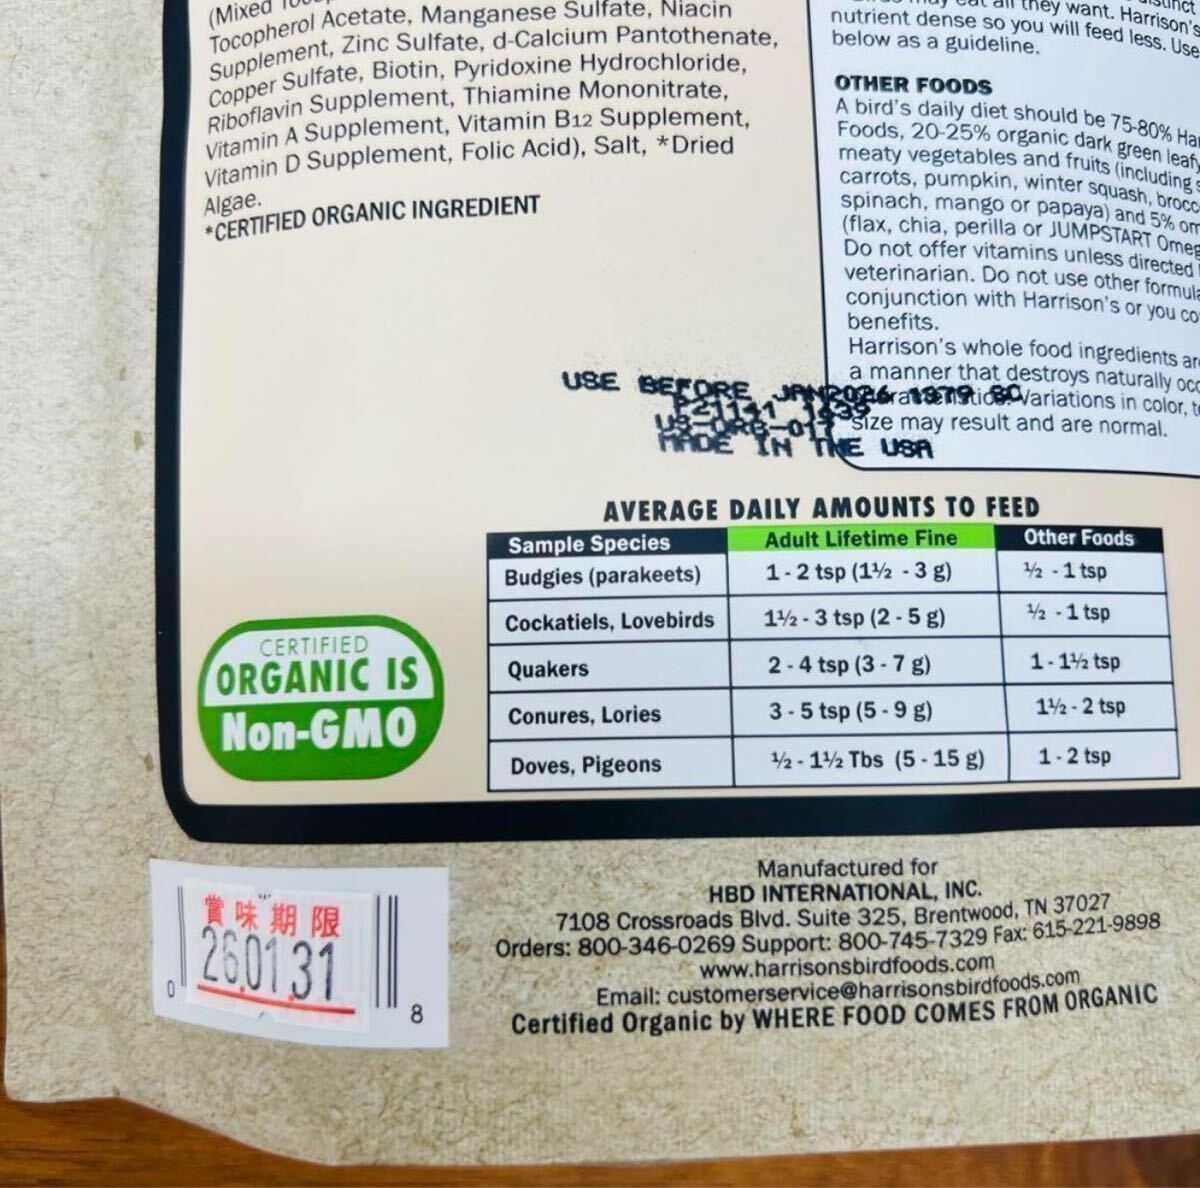 (Mixed
Tocopherol Acetate, Manganese Sulfate, Niacin
Supplement, Zinc Sulfate, d-Calcium Pantothenate,
Copper Sulfate, Biotin, Pyridoxine Hydrochloride,
Riboflavin Supplement, Thiamine Mononitrate,
Vitamin A Supplement, Vitamin B12 Supplement,
Vitamin D Supplement, Folic Acid), Salt, *Dried
Algae.
*CERTIFIED ORGANIC INGREDIENT
they want. Harrison's
nutrient dense so you will feed less. Use
below as a guideline.
OTHER FOODS
A bird's daily diet should be 75-80%
Foods, 20-25% organic dark green
meaty vegetables and fruits (including
carrots, pumpkin, winter squash,
spinach, mango or papaya) and 5%
(flax, chia, perilla or JUMPSTART
Do not offer vitamins unless directed
veterinarian. Do not use other
conjunction with Harrison's or you
benefits.
Harrison's whole food ingredients
a manner that destroys naturally
Variations in color,
size may result and are normal.
USE BEFORE JAN2026 1979 BC
MADE IN THE USA
AVERAGE DAILY AMOUNTS TO FEED
Sample Species Adult Lifetime Fine Other Foods
Budgies (parakeets) 1 - 2 tsp (1½ - 3 g) ½ - 1 tsp
Cockatiels, Lovebirds 1½ - 3 tsp (2 - 5 g) ½ - 1 tsp
Quakers 2 - 4 tsp (3 - 7 g) 1 - 1½ tsp
Conures, Lories 3 - 5 tsp (5 - 9 g) 1½ - 2 tsp
Doves, Pigeons ½ - 1½ Tbs (5 - 15 g) 1 - 2 tsp
CERTIFIED
ORGANIC IS
Non-GMO
賞味期限
26.01.31
0 8
Manufactured for
HBD INTERNATIONAL, INC.
7108 Crossroads Blvd. Suite 325, Brentwood, TN 37027
Orders: 800-346-0269 Support: 800-745-7329 Fax: 615-221-9898
www.harrisonsbirdfoods.com
Email: customerservice@harrisonsbirdfoods.com
Certified Organic by WHERE FOOD COMES FROM ORGANIC